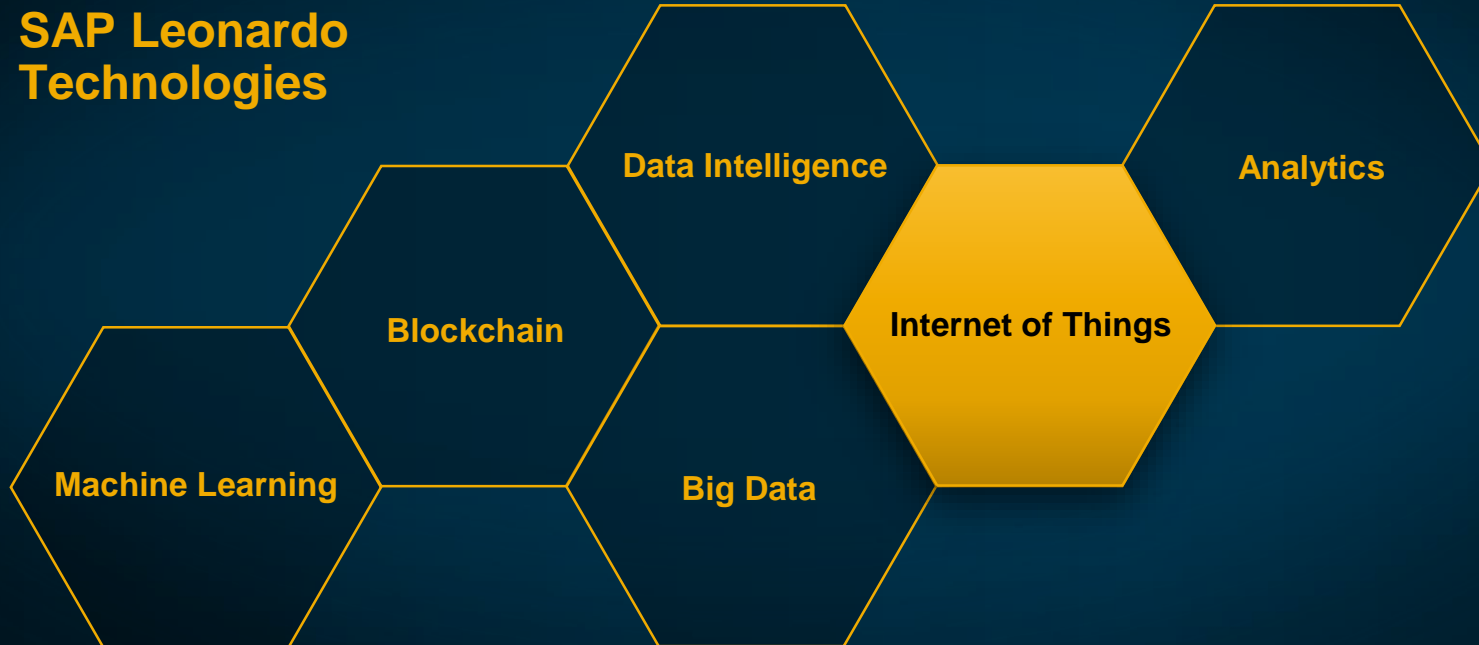 SAP Leonardo
Technologies
Data Intelligence
Analytics
Blockchain
Internet of Things
Machine Learning
Big Data